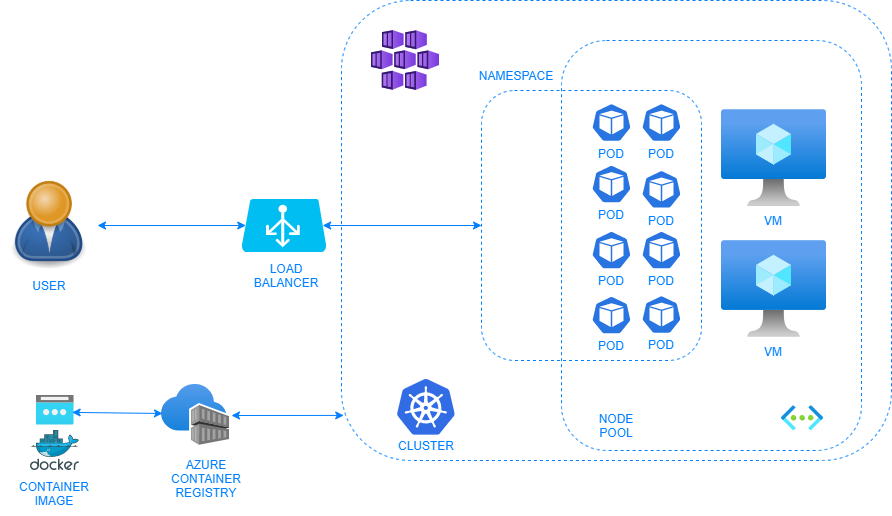 NAMESPACE
POD POD
POD POD
VM
USER
LOAD
BALANCER
POD POD
POD POD
VM
CLUSTER
NODE
POOL
docker
CONTAINER
IMAGE
AZURE
CONTAINER
REGISTRY